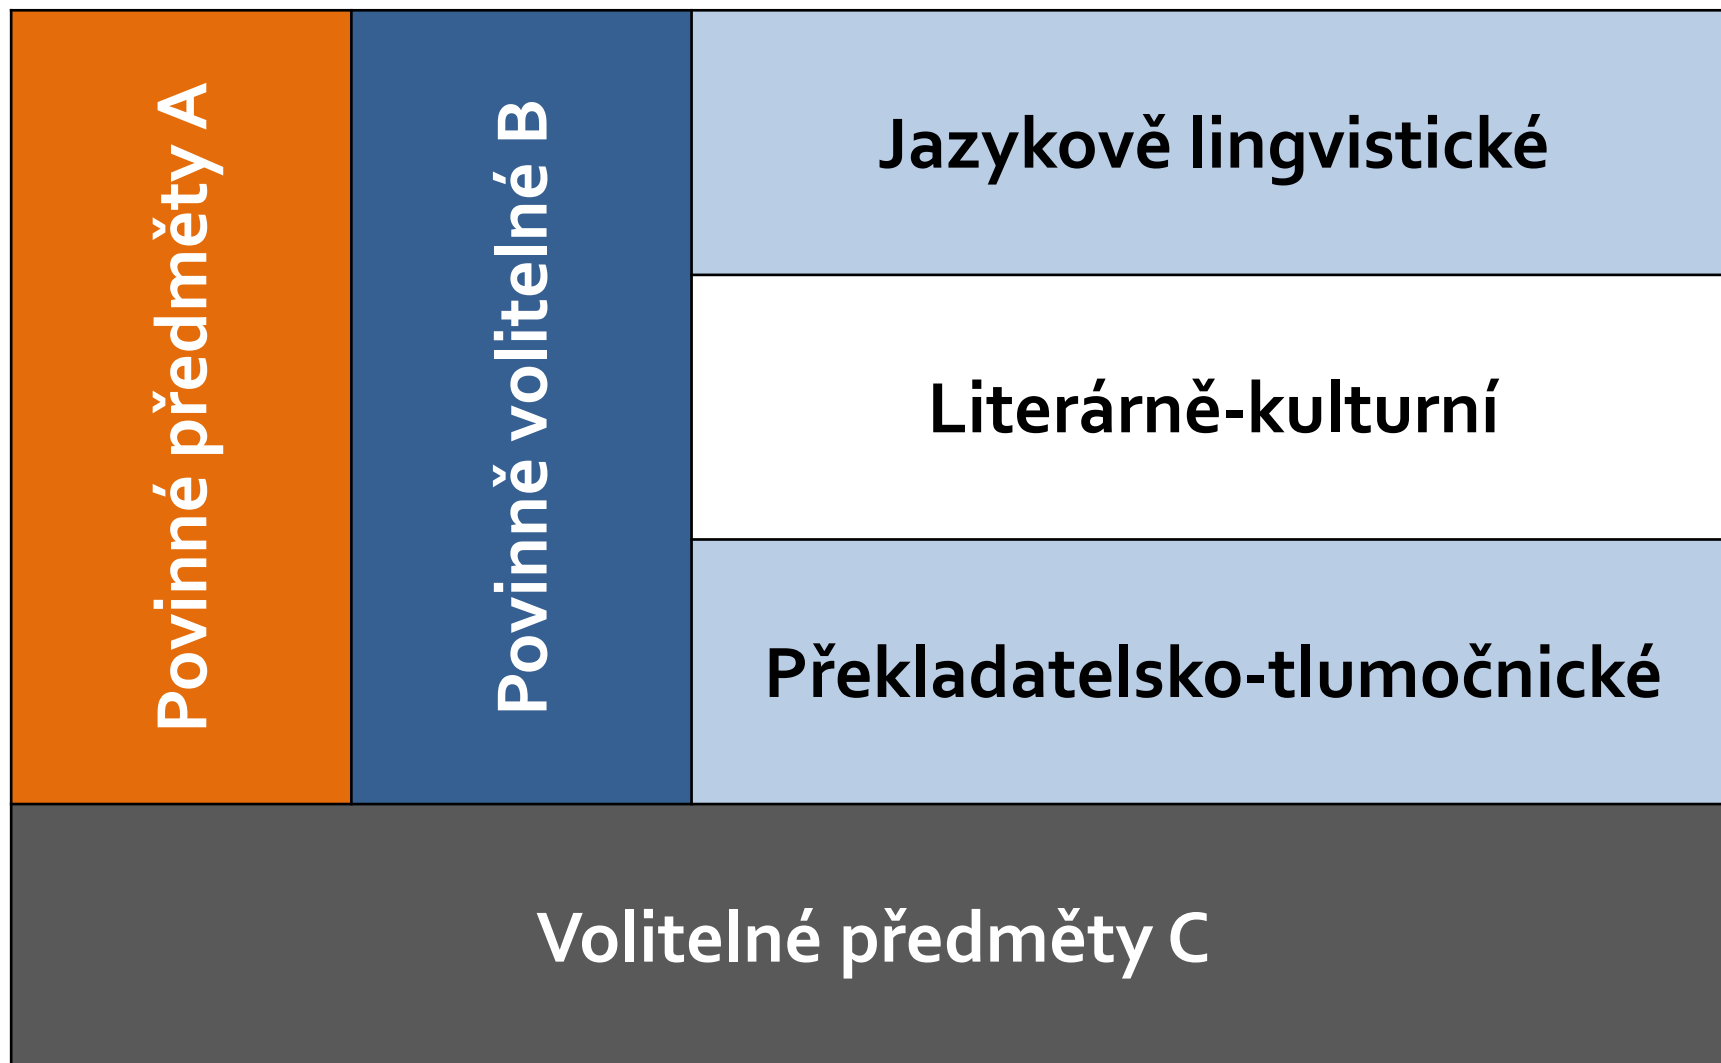 Povinné předměty A
Povinně volitelné B
Jazykově lingvistické
Literárně-kulturní
Překladatelsko-tlumočnické
Volitelné předměty C